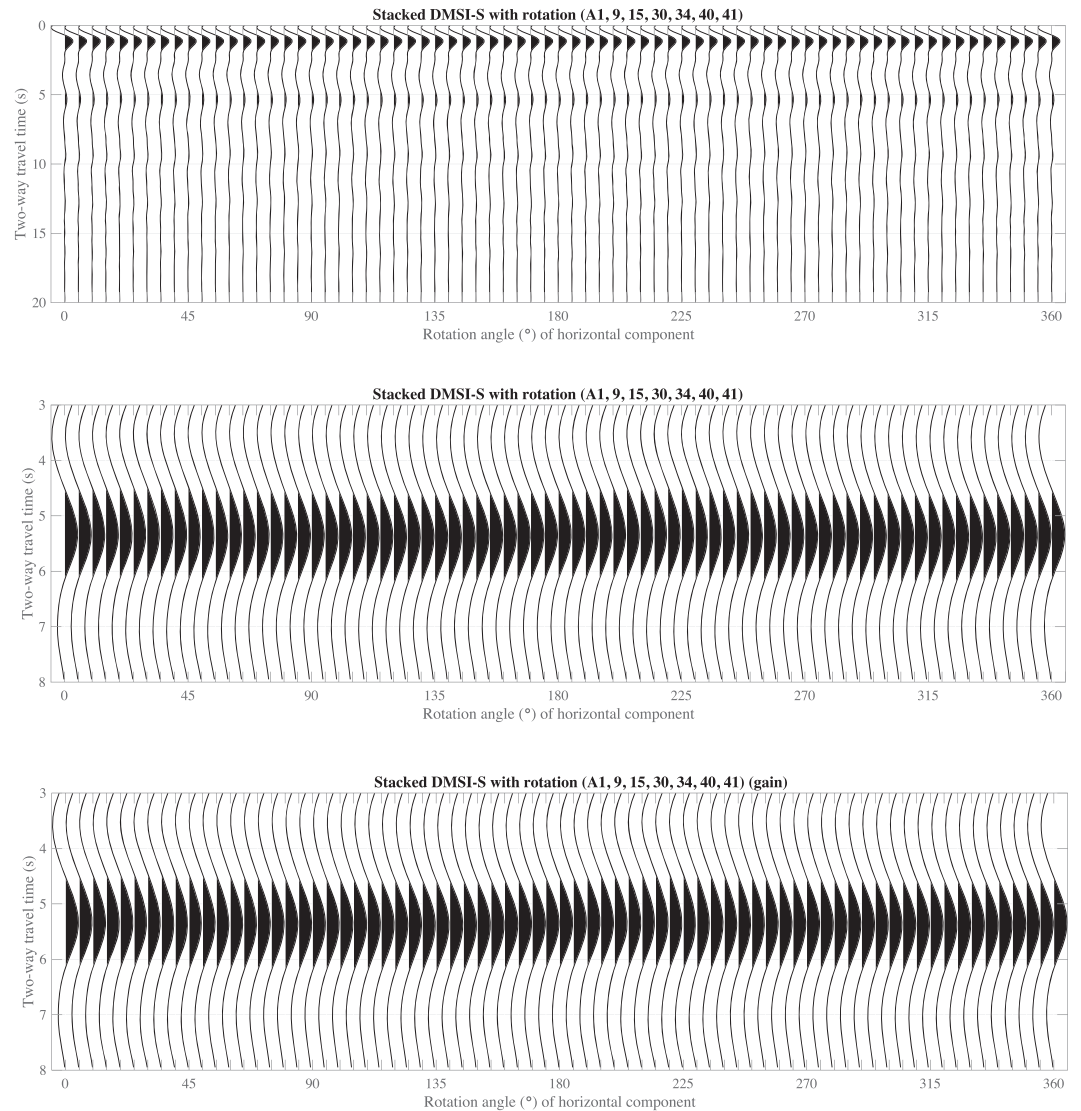 Stacked DMSI-S with rotation (A1, 9, 15, 30, 34, 40, 41)
0
5
10
15
20
Two-way travel time (s)
0 45 90 135 180 225 270 315 360
Rotation angle (°) of horizontal component
Stacked DMSI-S with rotation (A1, 9, 15, 30, 34, 40, 41)
3
4
5
6
7
8
Two-way travel time (s)
0 45 90 135 180 225 270 315 360
Rotation angle (°) of horizontal component
Stacked DMSI-S with rotation (A1, 9, 15, 30, 34, 40, 41) (gain)
3
4
5
6
7
8
Two-way travel time (s)
0 45 90 135 180 225 270 315 360
Rotation angle (°) of horizontal component